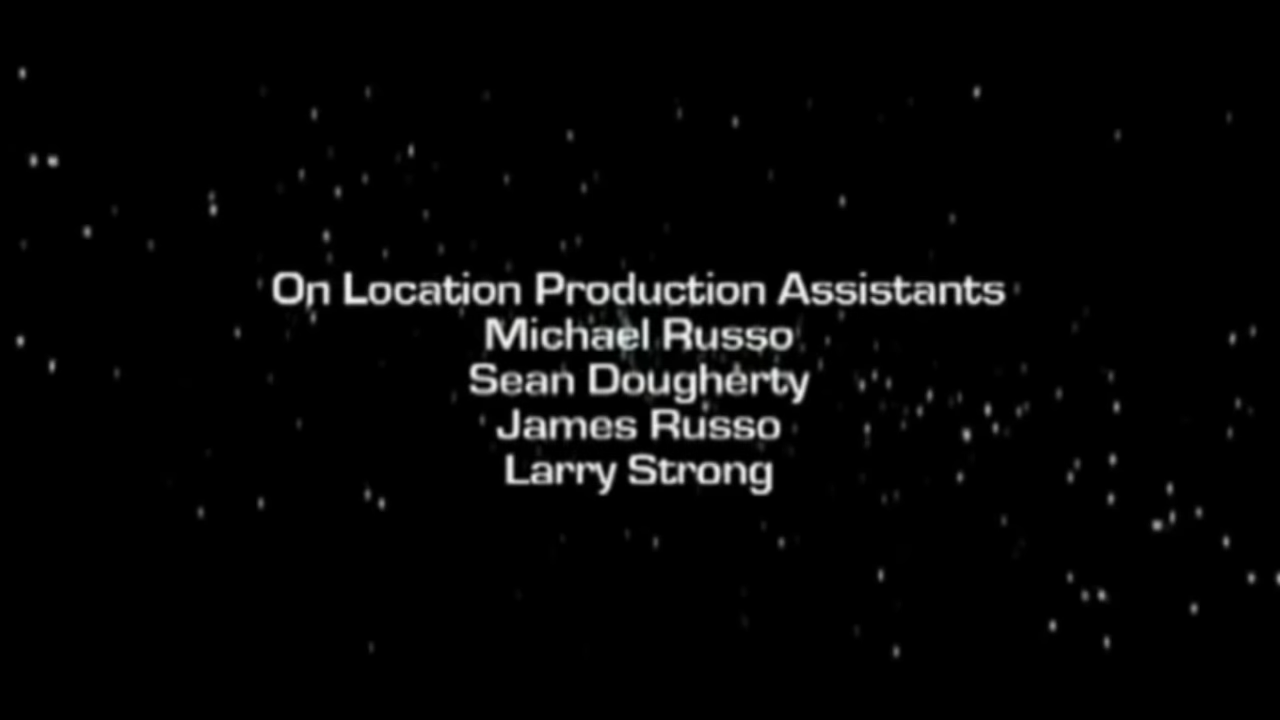 On Location Production Assistants
Michael Russo
Sean Dougherty
James Russo
Larry Strong